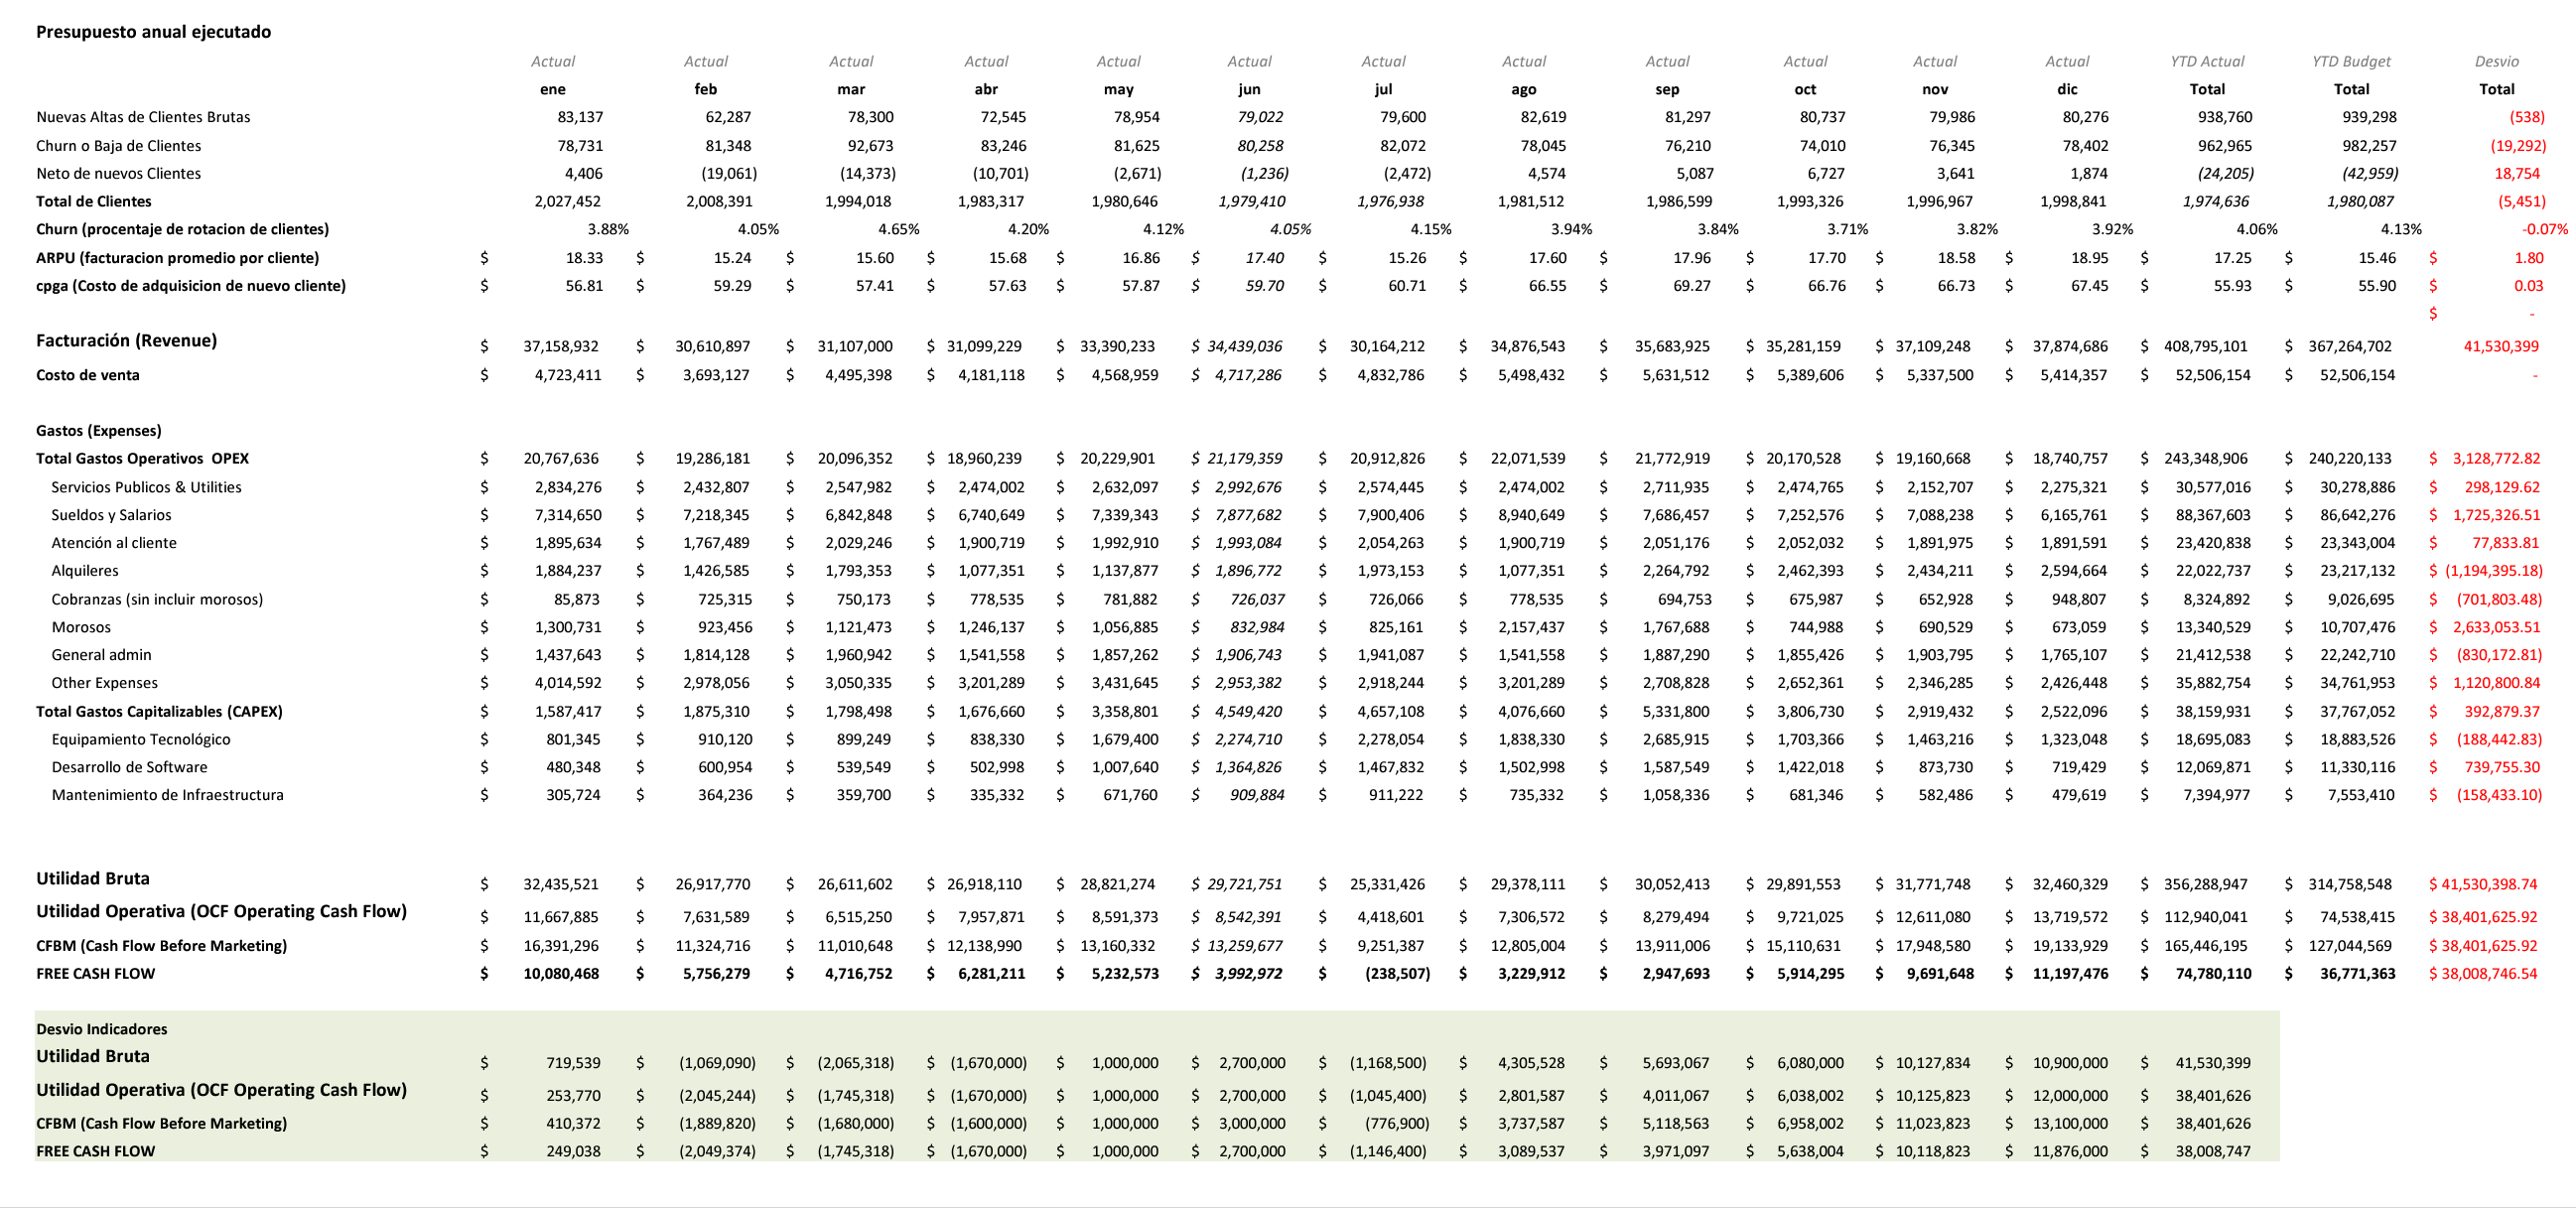 Presupuesto anual ejecutado
Actual Actual Actual Actual Actual Actual Actual Actual Actual Actual Actual Actual YTD Actual YTD Budget Desvio
ene feb mar abr may jun jul ago sep oct nov dic Total Total Total
Nuevas Altas de Clientes Brutas 83,137 62,287 78,300 72,545 78,954 79,022 79,600 82,619 81,297 80,737 79,986 80,276 938,760 939,298 (538)
Churn o Baja de Clientes 78,731 81,348 92,673 83,246 81,625 80,258 82,072 78,045 76,210 74,010 76,345 78,402 962,965 982,257 (19,292)
Neto de nuevos Clientes 4,406 (19,061) (14,373) (10,701) (2,671) (1,236) (2,472) 4,574 5,087 6,727 3,641 1,874 (24,205) (42,959) 18,754
Total de Clientes 2,027,452 2,008,391 1,994,018 1,983,317 1,980,646 1,979,410 1,976,938 1,981,512 1,986,599 1,993,326 1,996,967 1,998,841 1,974,636 1,980,087 (5,451)
Churn (procentaje de rotacion de clientes) 3.88% 4.05% 4.65% 4.20% 4.12% 4.05% 4.15% 3.94% 3.84% 3.71% 3.82% 3.92% 4.06% 4.13% -0.07%
ARPU (facturacion promedio por cliente) $ 18.33 $ 15.24 $ 15.60 $ 15.68 $ 16.86 $ 17.40 $ 15.26 $ 17.60 $ 17.96 $ 17.70 $ 18.58 $ 18.95 $ 17.25 $ 15.46 $ 1.80
cpga (Costo de adquisicion de nuevo cliente) $ 56.81 $ 59.29 $ 57.41 $ 57.63 $ 57.87 $ 59.70 $ 60.71 $ 66.55 $ 69.27 $ 66.76 $ 66.73 $ 67.45 $ 55.93 $ 55.90 $ 0.03
$ -
Facturación (Revenue) $ 37,158,932 $ 30,610,897 $ 31,107,000 $ 31,099,229 $ 33,390,233 $ 34,439,036 $ 30,164,212 $ 34,876,543 $ 35,683,925 $ 35,281,159 $ 37,109,248 $ 37,874,686 $ 408,795,101 $ 367,264,702 41,530,399
Costo de venta $ 4,723,411 $ 3,693,127 $ 4,495,398 $ 4,181,118 $ 4,568,959 $ 4,717,286 $ 4,832,786 $ 5,498,432 $ 5,631,512 $ 5,389,606 $ 5,337,500 $ 5,414,357 $ 52,506,154 $ 52,506,154 -
Gastos (Expenses)
Total Gastos Operativos OPEX $ 20,767,636 $ 19,286,181 $ 20,096,352 $ 18,960,239 $ 20,229,901 $ 21,179,359 $ 20,912,826 $ 22,071,539 $ 21,772,919 $ 20,170,528 $ 19,160,668 $ 18,740,757 $ 243,348,906 $ 240,220,133 $ 3,128,772.82
Servicios Publicos & Utilities $ 2,834,276 $ 2,432,807 $ 2,547,982 $ 2,474,002 $ 2,632,097 $ 2,992,676 $ 2,574,445 $ 2,474,002 $ 2,711,935 $ 2,474,765 $ 2,152,707 $ 2,275,321 $ 30,577,016 $ 30,278,886 $ 298,129.62
Sueldos y Salarios $ 7,314,650 $ 7,218,345 $ 6,842,848 $ 6,740,649 $ 7,339,343 $ 7,877,682 $ 7,900,406 $ 8,940,649 $ 7,686,457 $ 7,252,576 $ 7,088,238 $ 6,165,761 $ 88,367,603 $ 86,642,276 $ 1,725,326.51
Atención al cliente $ 1,895,634 $ 1,767,489 $ 2,029,246 $ 1,900,719 $ 1,992,910 $ 1,993,084 $ 2,054,263 $ 1,900,719 $ 2,051,176 $ 2,052,032 $ 1,891,975 $ 1,891,591 $ 23,420,838 $ 23,343,004 $ 77,833.81
Alquileres $ 1,884,237 $ 1,426,585 $ 1,793,353 $ 1,077,351 $ 1,137,877 $ 1,896,772 $ 1,973,153 $ 1,077,351 $ 2,264,792 $ 2,462,393 $ 2,434,211 $ 2,594,664 $ 22,022,737 $ 23,217,132 $ (1,194,395.18)
Cobranzas (sin incluir morosos) $ 85,873 $ 725,315 $ 750,173 $ 778,535 $ 781,882 $ 726,037 $ 726,066 $ 778,535 $ 694,753 $ 675,987 $ 652,928 $ 948,807 $ 8,324,892 $ 9,026,695 $ (701,803.48)
Morosos $ 1,300,731 $ 923,456 $ 1,121,473 $ 1,246,137 $ 1,056,885 $ 832,984 $ 825,161 $ 2,157,437 $ 1,767,688 $ 744,988 $ 690,529 $ 673,059 $ 13,340,529 $ 10,707,476 $ 2,633,053.51
General admin $ 1,437,643 $ 1,814,128 $ 1,960,942 $ 1,541,558 $ 1,857,262 $ 1,906,743 $ 1,941,087 $ 1,541,558 $ 1,887,290 $ 1,855,426 $ 1,903,795 $ 1,765,107 $ 21,412,538 $ 22,242,710 $ (830,172.81)
Other Expenses $ 4,014,592 $ 2,978,056 $ 3,050,335 $ 3,201,289 $ 3,431,645 $ 2,953,382 $ 2,918,244 $ 3,201,289 $ 2,708,828 $ 2,652,361 $ 2,346,285 $ 2,426,448 $ 35,882,754 $ 34,761,953 $ 1,120,800.84
Total Gastos Capitalizables (CAPEX) $ 1,587,417 $ 1,875,310 $ 1,798,498 $ 1,676,660 $ 3,358,801 $ 4,549,420 $ 4,657,108 $ 4,076,660 $ 5,331,800 $ 3,806,730 $ 2,919,432 $ 2,522,096 $ 38,159,931 $ 37,767,052 $ 392,879.37
Equipamiento Tecnológico $ 801,345 $ 910,120 $ 899,249 $ 838,330 $ 1,679,400 $ 2,274,710 $ 2,278,054 $ 1,838,330 $ 2,685,915 $ 1,703,366 $ 1,463,216 $ 1,323,048 $ 18,695,083 $ 18,883,526 $ (188,442.83)
Desarrollo de Software $ 480,348 $ 600,954 $ 539,549 $ 502,998 $ 1,007,640 $ 1,364,826 $ 1,467,832 $ 1,502,998 $ 1,587,549 $ 1,422,018 $ 873,730 $ 719,429 $ 12,069,871 $ 11,330,116 $ 739,755.30
Mantenimiento de Infraestructura $ 305,724 $ 364,236 $ 359,700 $ 335,332 $ 671,760 $ 909,884 $ 911,222 $ 735,332 $ 1,058,336 $ 681,346 $ 582,486 $ 479,619 $ 7,394,977 $ 7,553,410 $ (158,433.10)
Utilidad Bruta $ 32,435,521 $ 26,917,770 $ 26,611,602 $ 26,918,110 $ 28,821,274 $ 29,721,751 $ 25,331,426 $ 29,378,111 $ 30,052,413 $ 29,891,553 $ 31,771,748 $ 32,460,329 $ 356,288,947 $ 314,758,548 $ 41,530,398.74
Utilidad Operativa (OCF Operating Cash Flow) $ 11,667,885 $ 7,631,589 $ 6,515,250 $ 7,957,871 $ 8,591,373 $ 8,542,391 $ 4,418,601 $ 7,306,572 $ 8,279,494 $ 9,721,025 $ 12,611,080 $ 13,719,572 $ 112,940,041 $ 74,538,415 $ 38,401,625.92
CFBM (Cash Flow Before Marketing) $ 16,391,296 $ 11,324,716 $ 11,010,648 $ 12,138,990 $ 13,160,332 $ 13,259,677 $ 9,251,387 $ 12,805,004 $ 13,911,006 $ 15,110,631 $ 17,948,580 $ 19,133,929 $ 165,446,195 $ 127,044,569 $ 38,401,625.92
FREE CASH FLOW $ 10,080,468 $ 5,756,279 $ 4,716,752 $ 6,281,211 $ 5,232,573 $ 3,992,972 $ (238,507) $ 3,229,912 $ 2,947,693 $ 5,914,295 $ 9,691,648 $ 11,197,476 $ 74,780,110 $ 36,771,363 $ 38,008,746.54
Desvio Indicadores
Utilidad Bruta $ 719,539 $ (1,069,090) $ (2,065,318) $ (1,670,000) $ 1,000,000 $ 2,700,000 $ (1,168,500) $ 4,305,528 $ 5,693,067 $ 6,080,000 $ 10,127,834 $ 10,900,000 $ 41,530,399
Utilidad Operativa (OCF Operating Cash Flow) $ 253,770 $ (2,045,244) $ (1,745,318) $ (1,670,000) $ 1,000,000 $ 2,700,000 $ (1,045,400) $ 2,801,587 $ 4,011,067 $ 6,038,002 $ 10,125,823 $ 12,000,000 $ 38,401,626
CFBM (Cash Flow Before Marketing) $ 410,372 $ (1,889,820) $ (1,680,000) $ (1,600,000) $ 1,000,000 $ 3,000,000 $ (776,900) $ 3,737,587 $ 5,118,563 $ 6,958,002 $ 11,023,823 $ 13,100,000 $ 38,401,626
FREE CASH FLOW $ 249,038 $ (2,049,374) $ (1,745,318) $ (1,670,000) $ 1,000,000 $ 2,700,000 $ (1,146,400) $ 3,089,537 $ 3,971,097 $ 5,638,004 $ 10,118,823 $ 11,876,000 $ 38,008,747